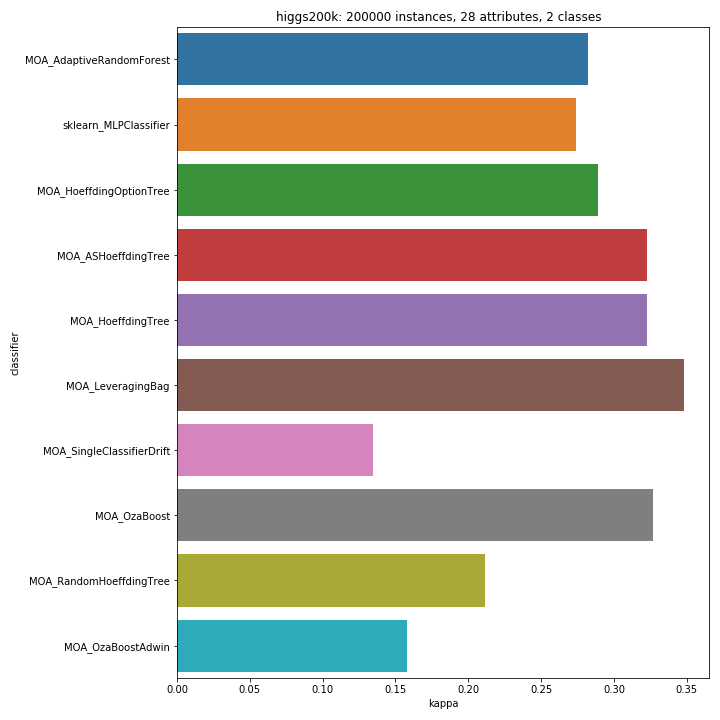 higgs200k: 200000 instances, 28 attributes, 2 classes
classifier
MOA_AdaptiveRandomForest
sklearn_MLPClassifier
MOA_HoeffdingOptionTree
MOA_ASHoeffdingTree
MOA_HoeffdingTree
MOA_LeveragingBag
MOA_SingleClassifierDrift
MOA_OzaBoost
MOA_RandomHoeffdingTree
MOA_OzaBoostAdwin
0.00 0.05 0.10 0.15 0.20 0.25 0.30 0.35
kappa